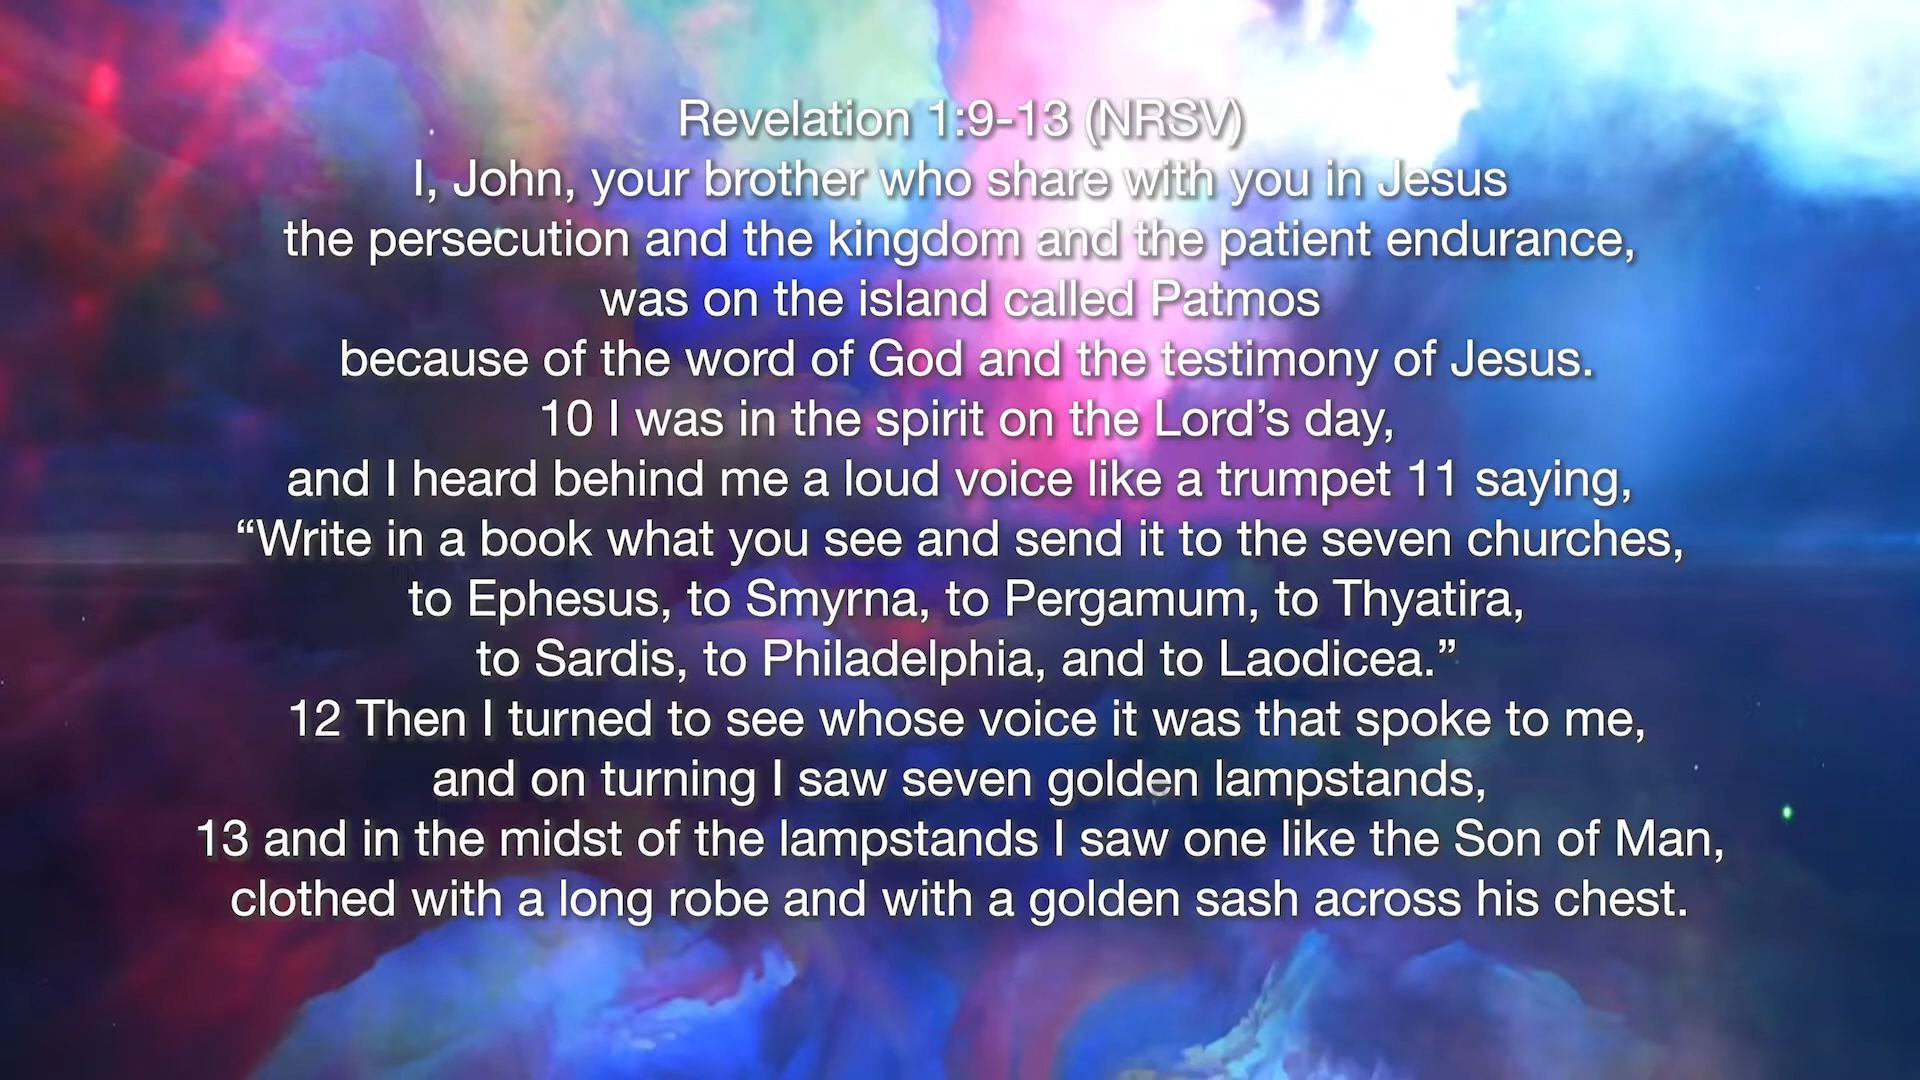 Revelation 1:9-13 (NRSV)
I, John, your brother who share with you in Jesus
the persecution and the kingdom and the patient endurance,
was on the island called Patmos
because of the word of God and the testimony of Jesus.
10 I was in the spirit on the Lord’s day,
and I heard behind me a loud voice like a trumpet 11 saying,
“Write in a book what you see and send it to the seven churches,
to Ephesus, to Smyrna, to Pergamum, to Thyatira,
to Sardis, to Philadelphia, and to Laodicea.”
12 Then I turned to see whose voice it was that spoke to me,
and on turning I saw seven golden lampstands,
13 and in the midst of the lampstands I saw one like the Son of Man,
clothed with a long robe and with a golden sash across his chest.